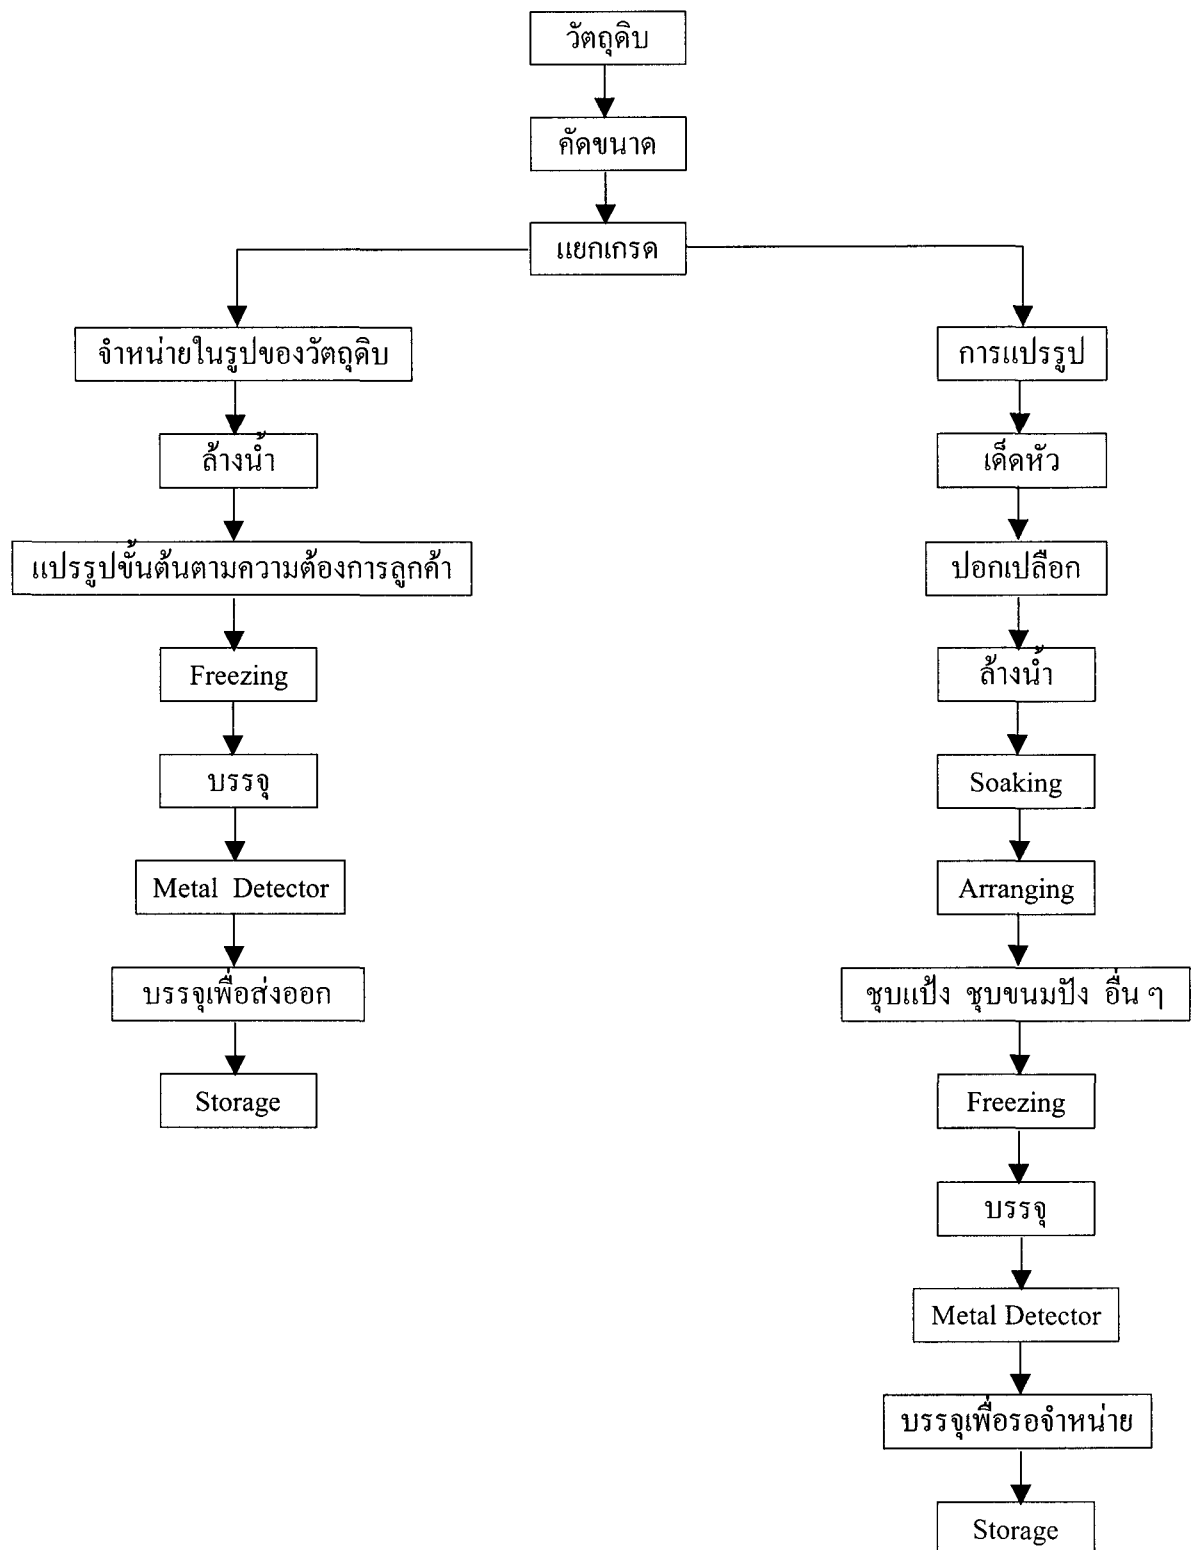 วัตถุดิบ
คัดขนาด
แยกเกรด
จำหน่ายในรูปของวัตถุดิบ
ล้างน้ำ
แปรรูปขั้นต้นตามความต้องการลูกค้า
Freezing
บรรจุ
Metal Detector
บรรจุเพื่อส่งออก
Storage
การแปรรูป
เด็ดหัว
ปอกเปลือก
ล้างน้ำ
Soaking
Arranging
ชุบแป้ง ชุบขนมปัง อื่น ๆ
Freezing
บรรจุ
Metal Detector
บรรจุเพื่อรอจำหน่าย
Storage